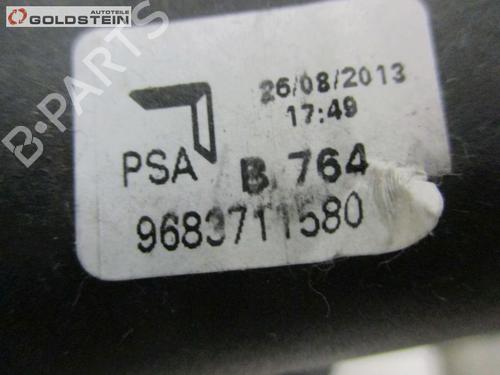 AUTOTEILE
GOLDSTEIN
B-PARTS
26/08/2013
17:49
PSA B.764
9683711580